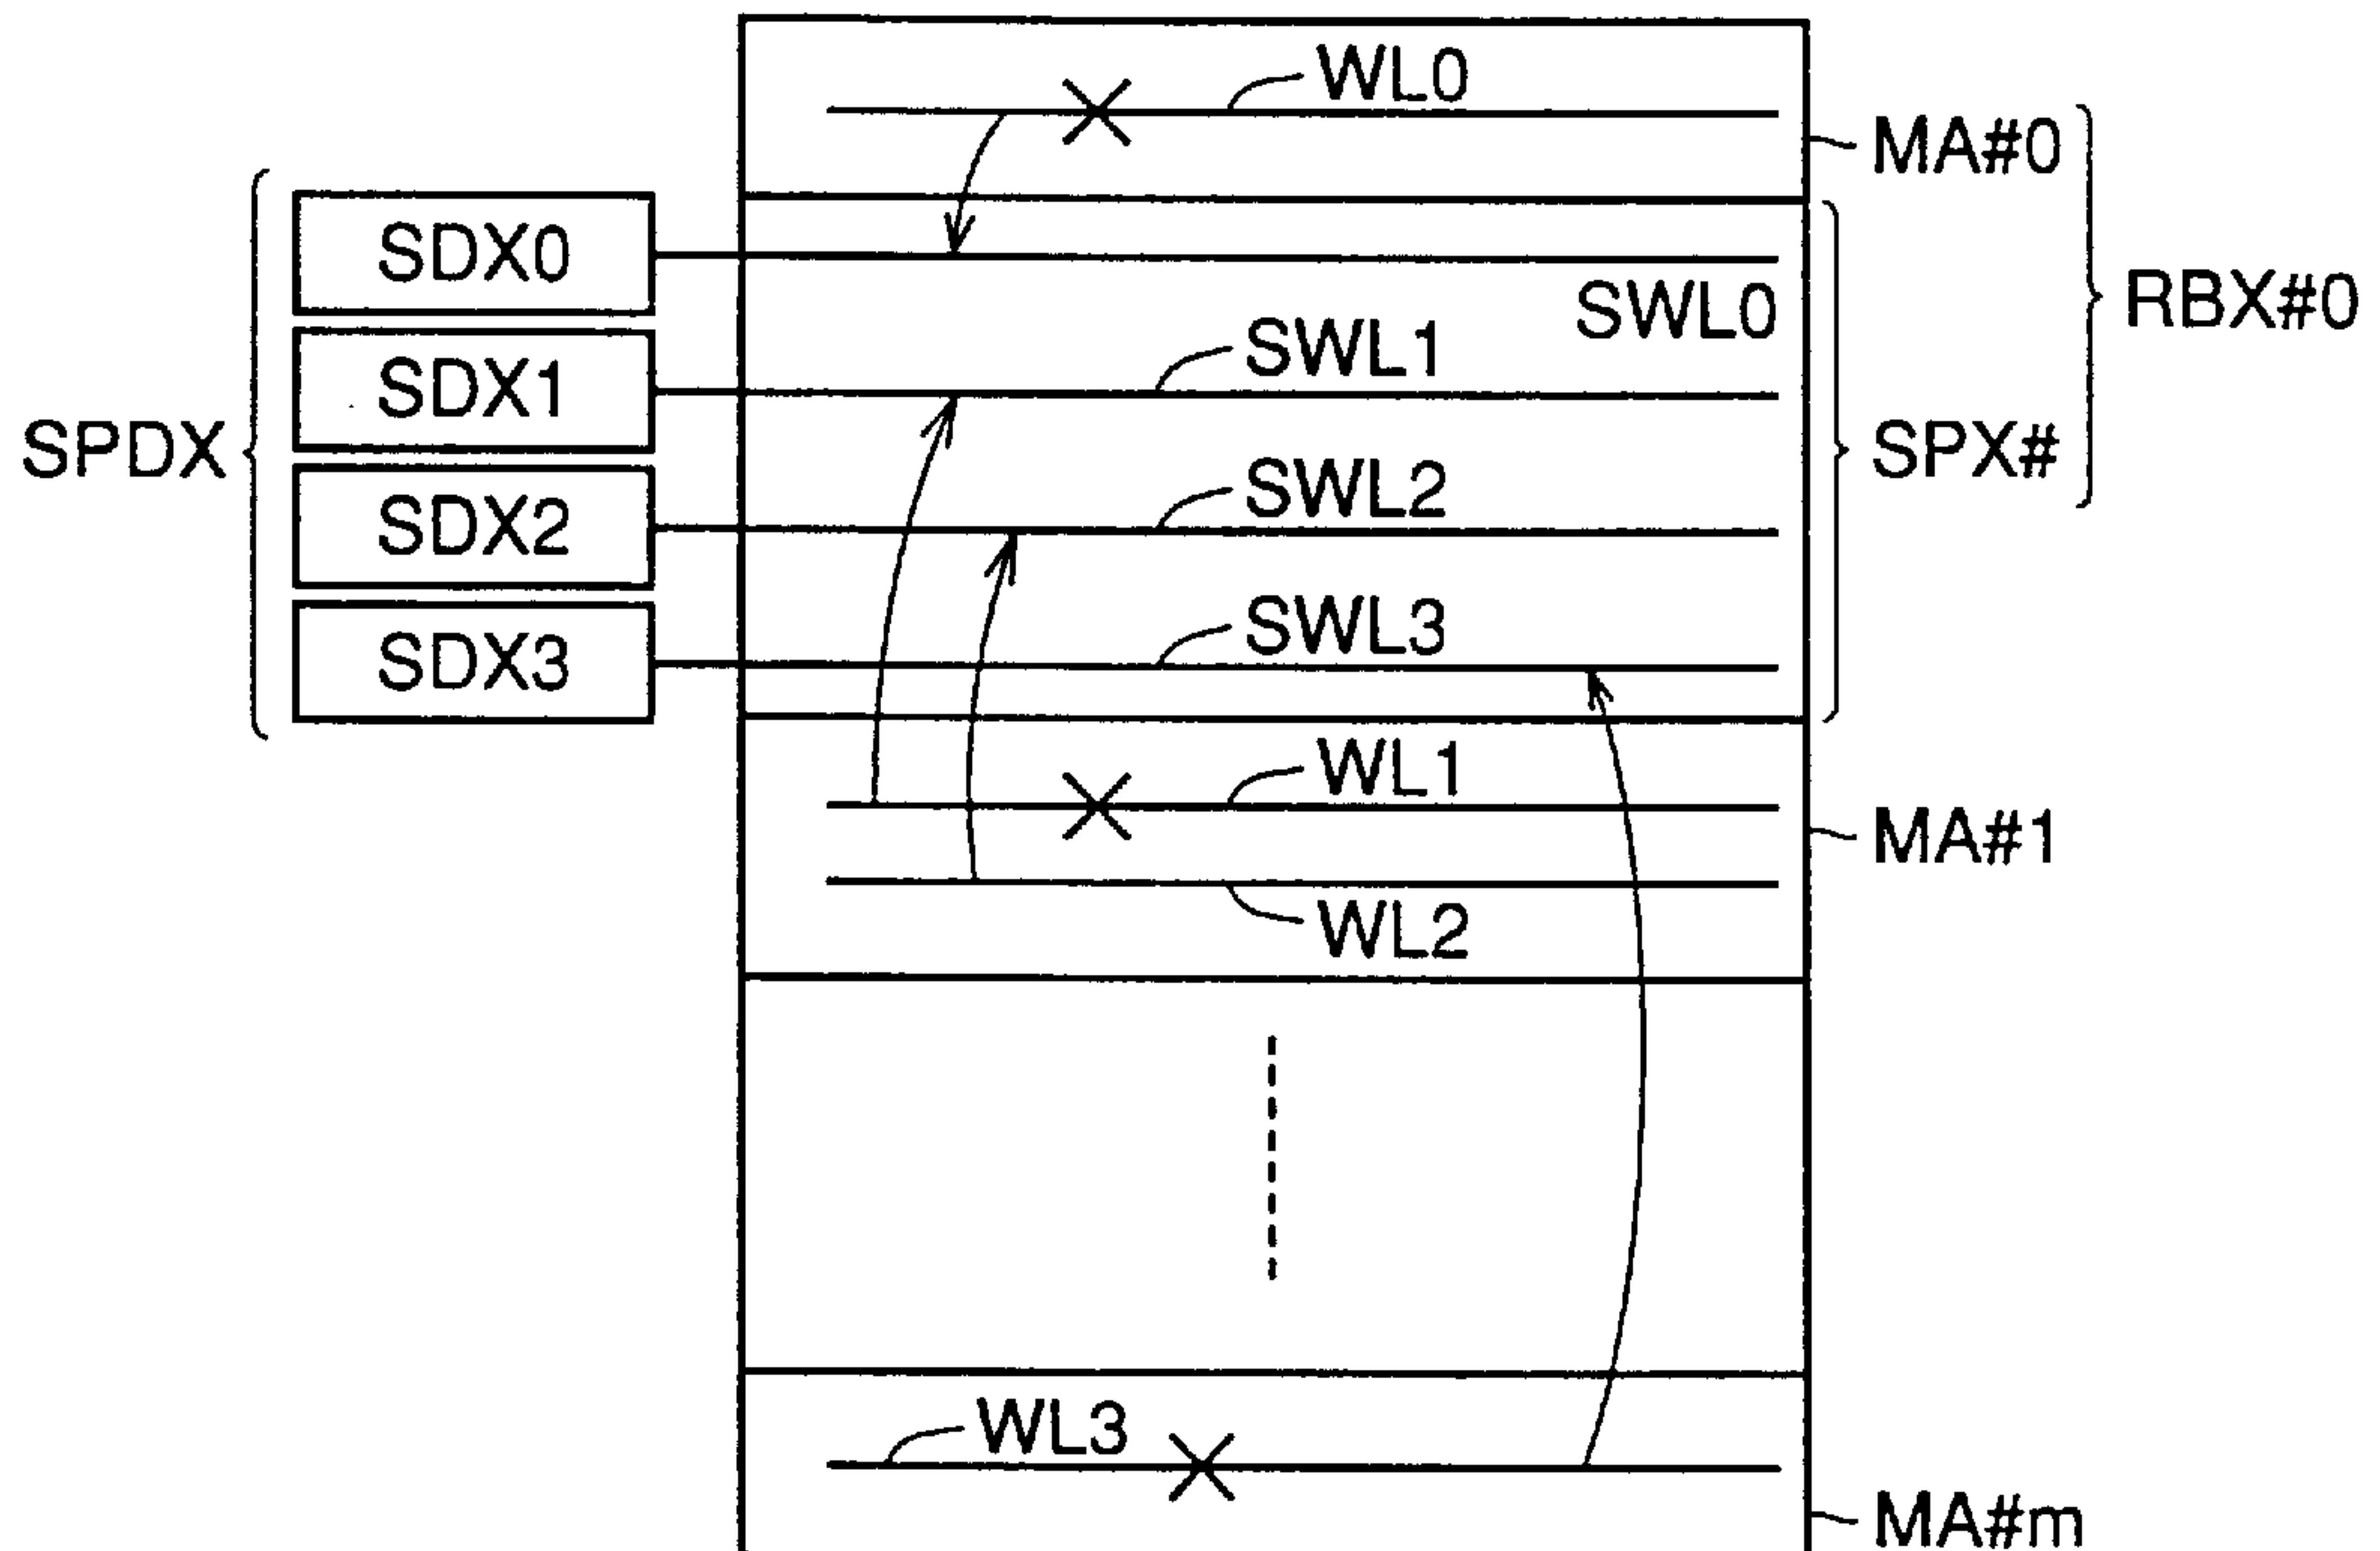 WL0
MA#0
SDX0
SWL0
RBX#0
SDX1
SWL1
SPDX
SPX#
SDX2
SWL2
SDX3
SWL3
WL1
MA#1
WL2
WL3
MA#m